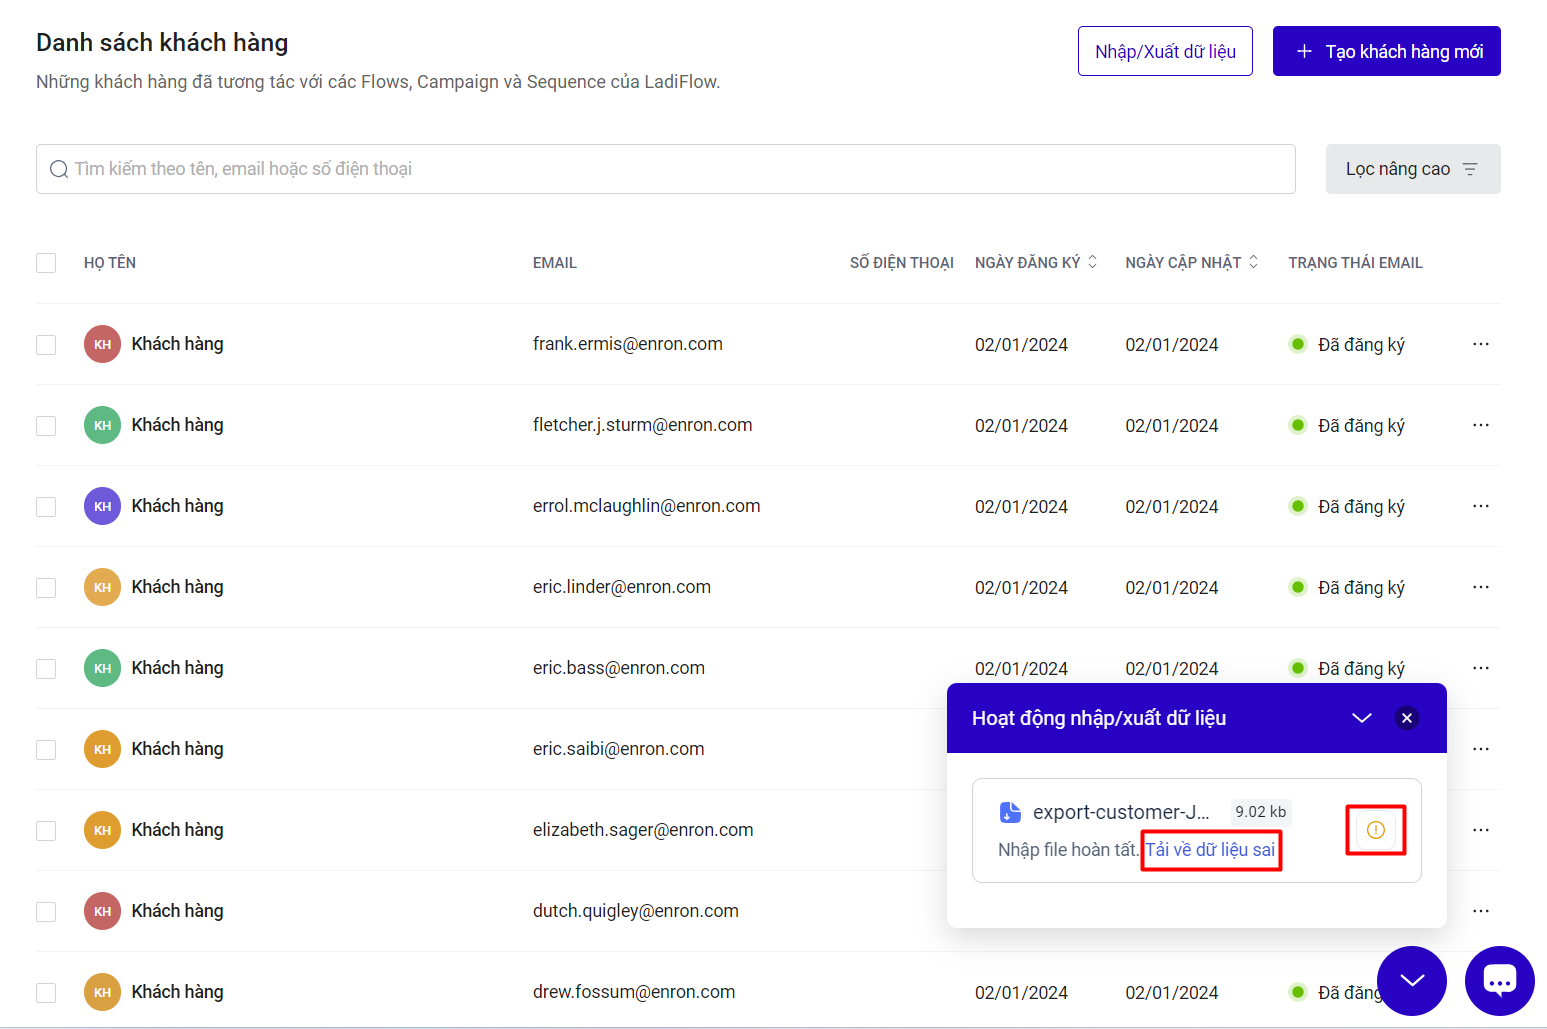 Danh sách khách hàng
Những khách hàng đã tương tác với các Flows, Campaign và Sequence của LadiFlow.
Nhập/Xuất dữ liệu
+ Tạo khách hàng mới
Tìm kiếm theo tên, email hoặc số điện thoại
Lọc nâng cao
HỌ TÊN EMAIL SỐ ĐIỆN THOẠI NGÀY ĐĂNG KÝ NGÀY CẬP NHẬT TRẠNG THÁI EMAIL
KH Khách hàng frank.ermis@enron.com 02/01/2024 02/01/2024 Đã đăng ký
KH Khách hàng fletcher.j.sturm@enron.com 02/01/2024 02/01/2024 Đã đăng ký
KH Khách hàng errol.mclaughlin@enron.com 02/01/2024 02/01/2024 Đã đăng ký
KH Khách hàng eric.linder@enron.com 02/01/2024 02/01/2024 Đã đăng ký
KH Khách hàng eric.bass@enron.com 02/01/2024 02/01/2024 Đã đăng ký
KH Khách hàng eric.saibi@enron.com
KH Khách hàng elizabeth.sager@enron.com
KH Khách hàng dutch.quigley@enron.com
KH Khách hàng drew.fossum@enron.com 02/01/2024 02/01/2024 Đã đăng
Hoạt động nhập/xuất dữ liệu
export-customer-J... 9.02 kb
Nhập file hoàn tất. Tải về dữ liệu sai